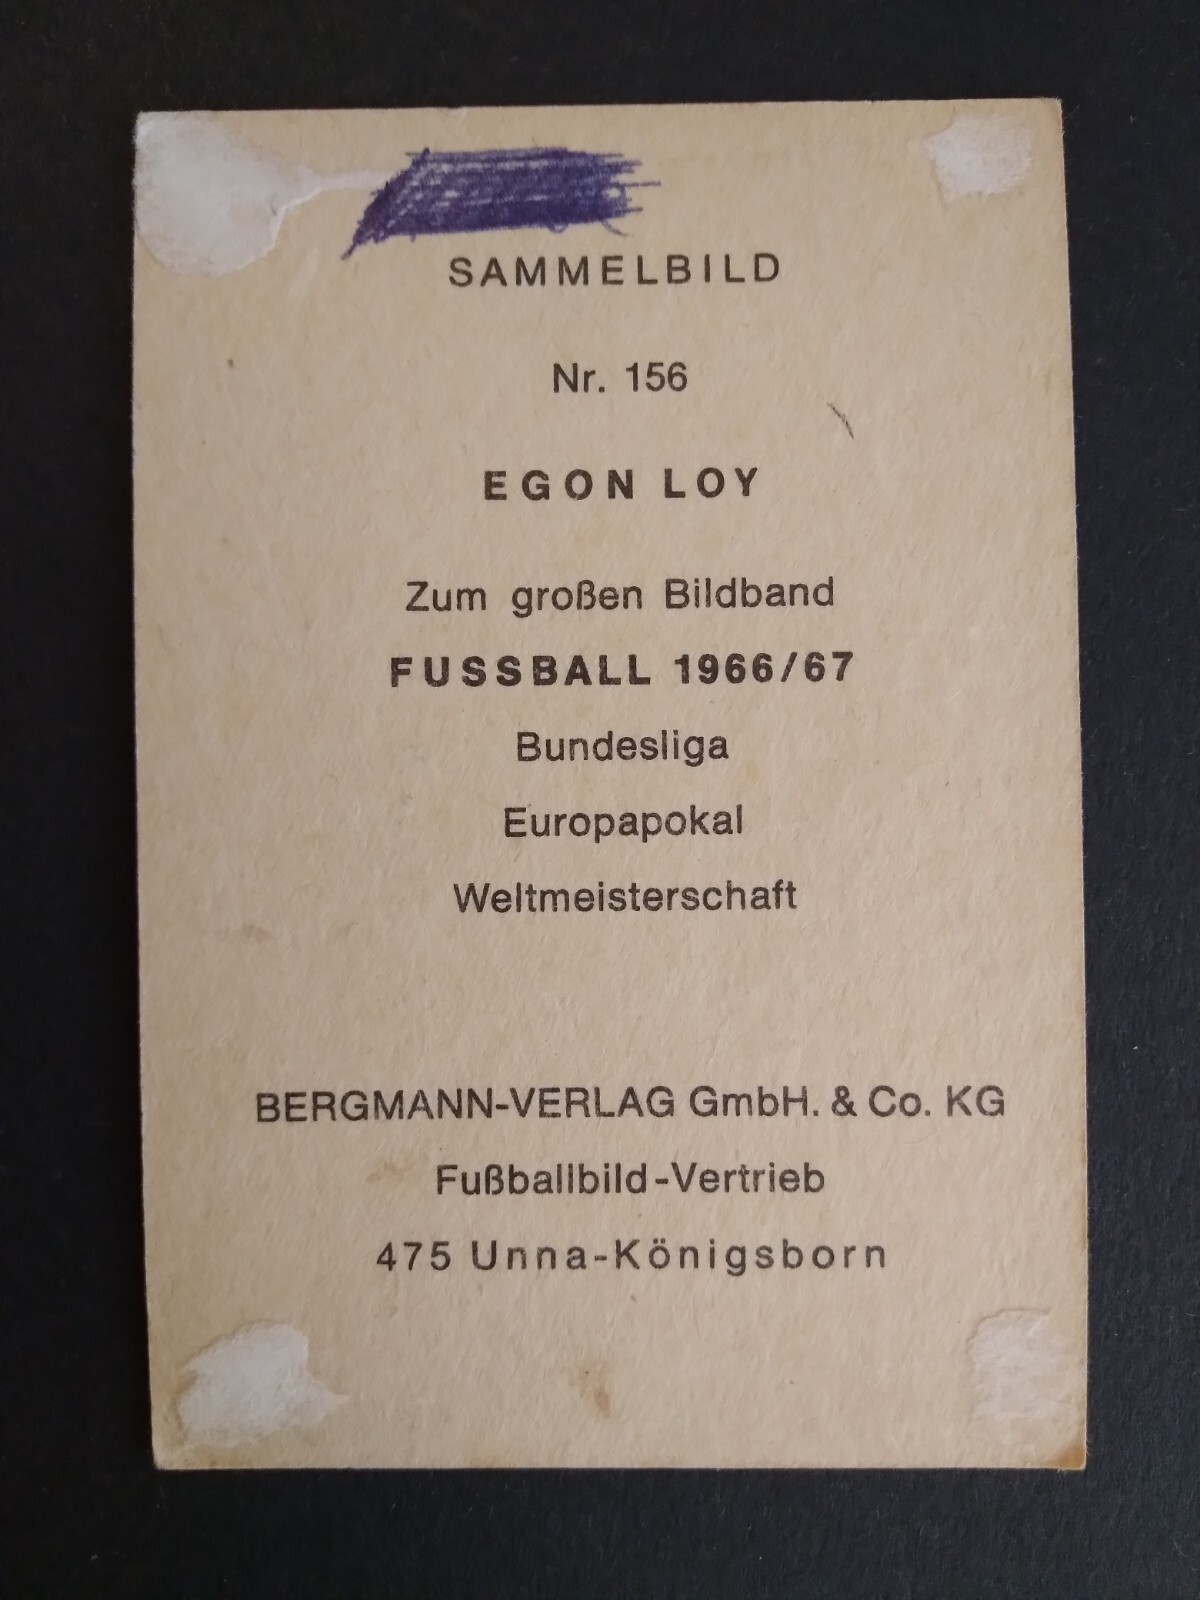 SAMMELBILD
Nr. 156
EGON LOY
Zum großen Bildband
FUSSBALL 1966/67
Bundesliga
Europapokal
Weltmeisterschaft
BERGMANN-VERLAG GmbH. & Co. KG
Fußballbild-Vertrieb
475 Unna-Königsborn